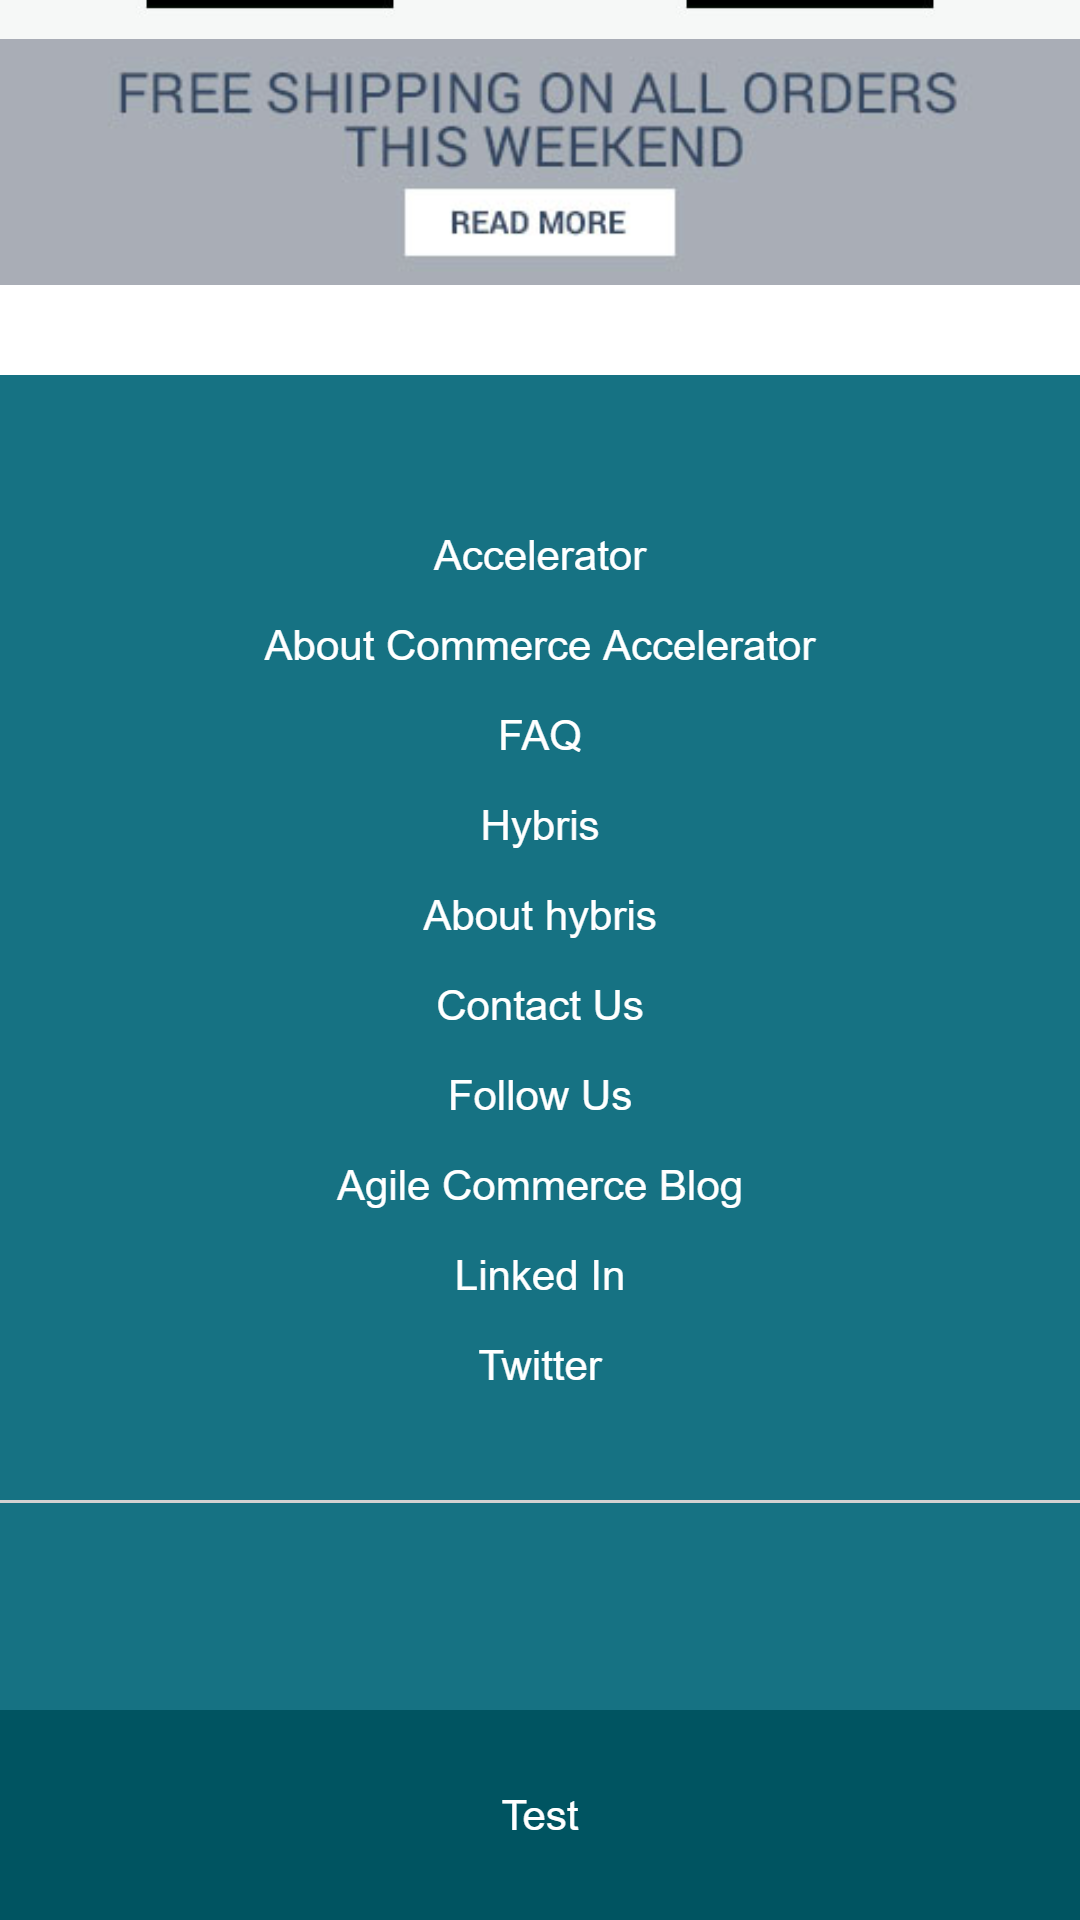 FREE SHIPPING ON ALL ORDERS
THIS WEEKEND
READ MORE
Accelerator
About Commerce Accelerator
FAQ
Hybris
About hybris
Contact Us
Follow Us
Agile Commerce Blog
Linked In
Twitter
Test